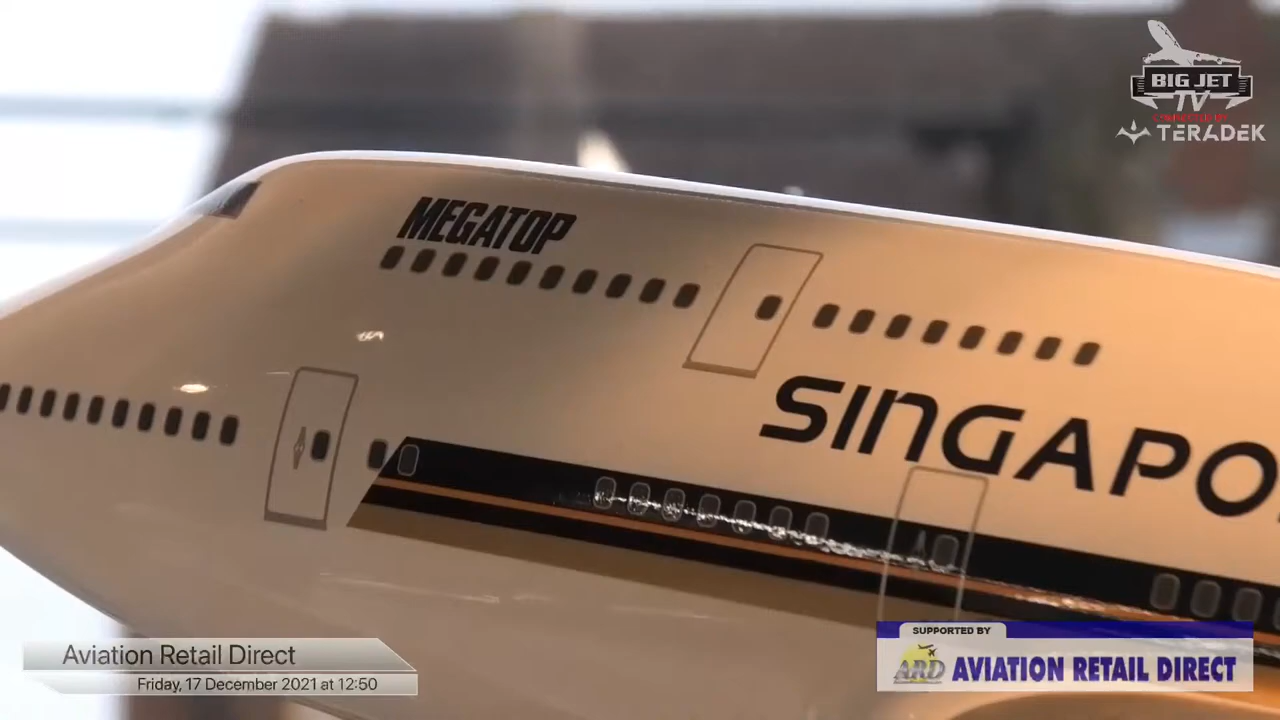 BIG JET
TV
TERADEK
MEGATOP
SINGAPO
SUPPORTED BY
ARD
AVIATION RETAIL DIRECT
Aviation Retail Direct
Friday, 17 December 2021 at 12:50